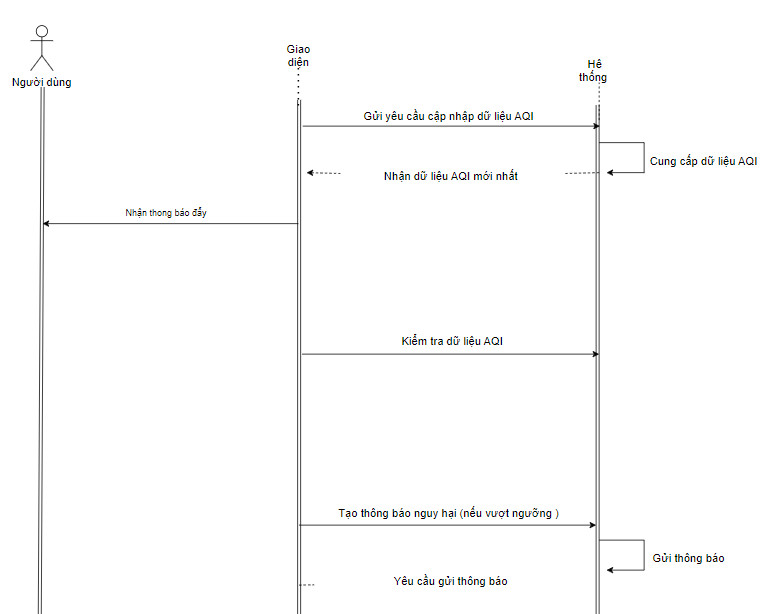 Giao
diện
Hê
thống
Người dùng
Gửi yêu cầu cập nhập dữ liệu AQI
Cung cấp dữ liệu AQI
Nhận dữ liệu AQI mới nhất
Nhận thong báo đẩy
Kiểm tra dữ liệu AQI
Tạo thông báo nguy hại (nếu vượt ngưỡng )
Gửi thông báo
Yêu cầu gửi thông báo